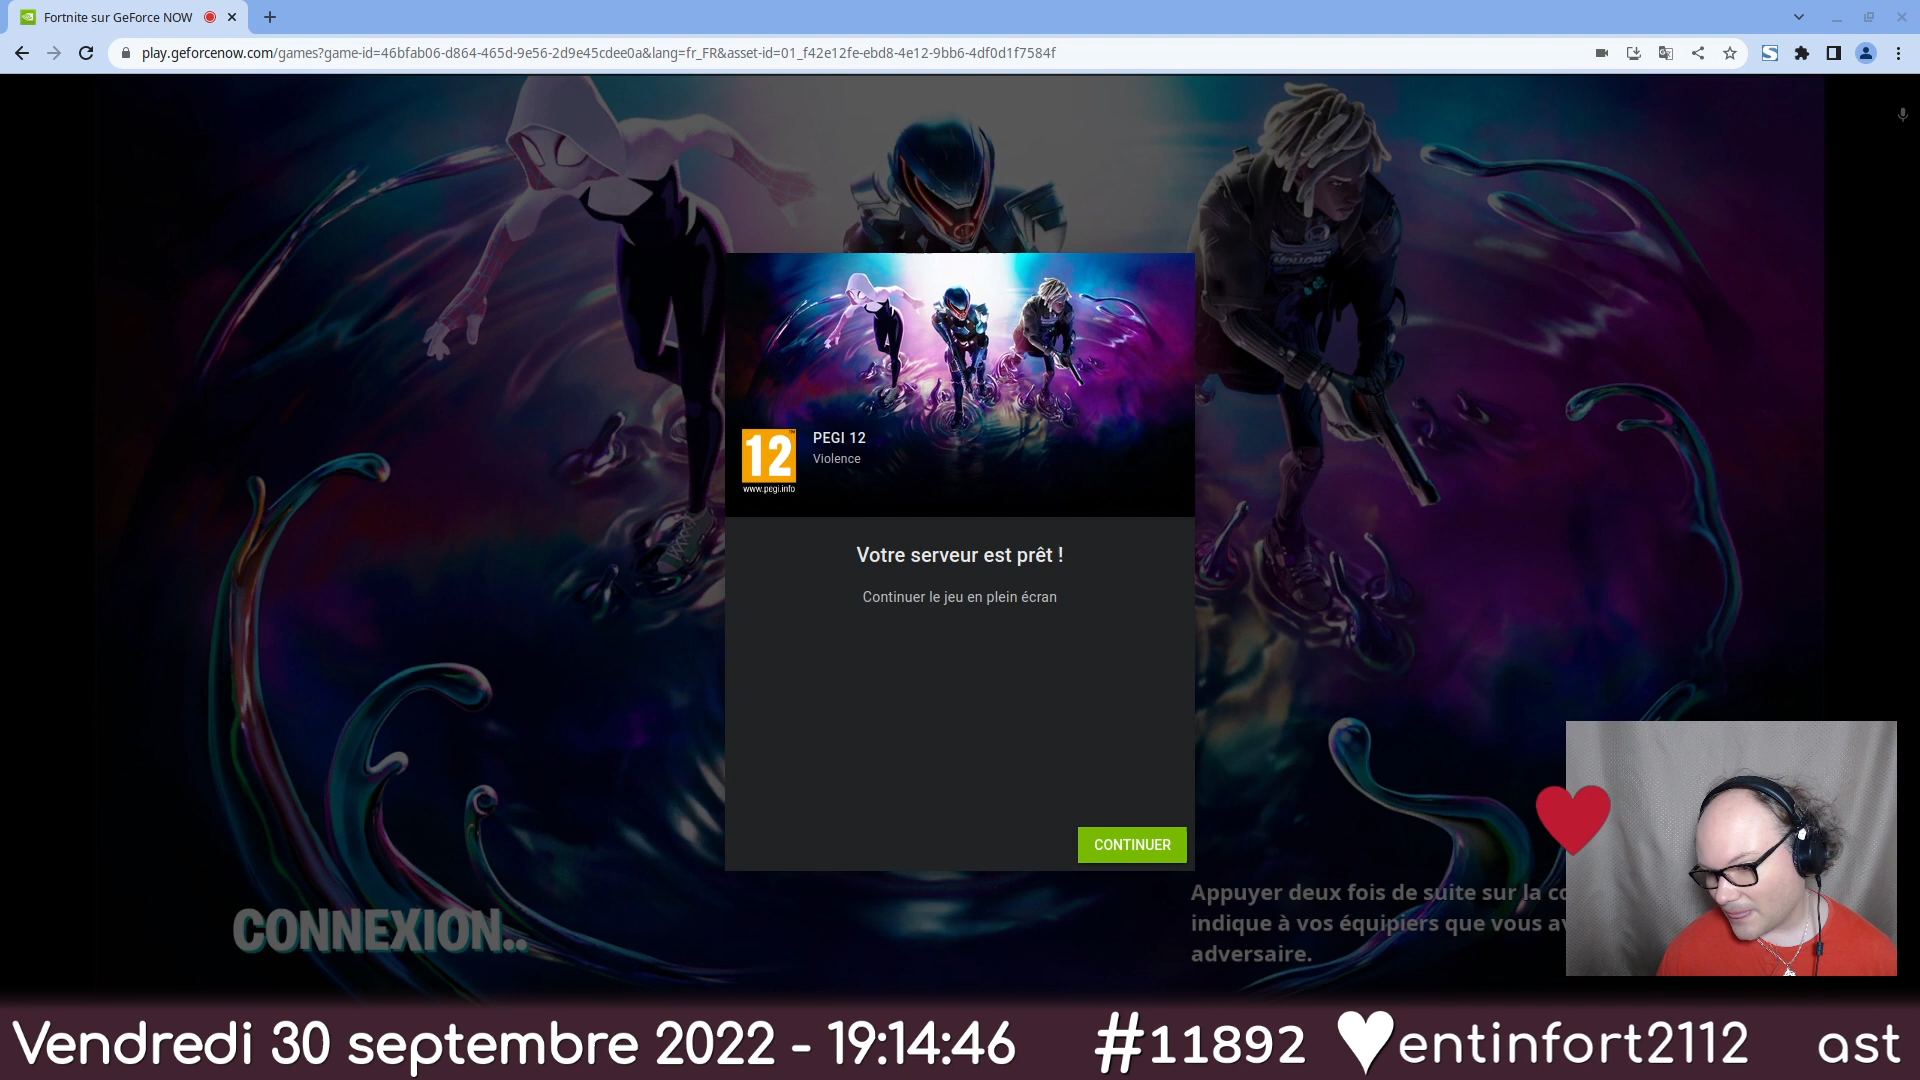 Fortnite sur GeForce NOW
play.geforcenow.com/games?game-id=46bfab06-d864-465d-9e56-2d9e45cdee0a&lang=fr_FR&asset-id=01_f42e12fe-ebd8-4e12-9bb6-4df0d1f7584f
HOLLOW
12
www.pegi.info
PEGI 12
Violence
Votre serveur est prêt !
Continuer le jeu en plein écran
CONTINUER
CONNEXION..
Appuyer deux fois de suite sur la co
indique à vos équipiers que vous av
adversaire.
Vendredi 30 septembre 2022 - 19:14:46 #11892 ♥entinfort2112 ast